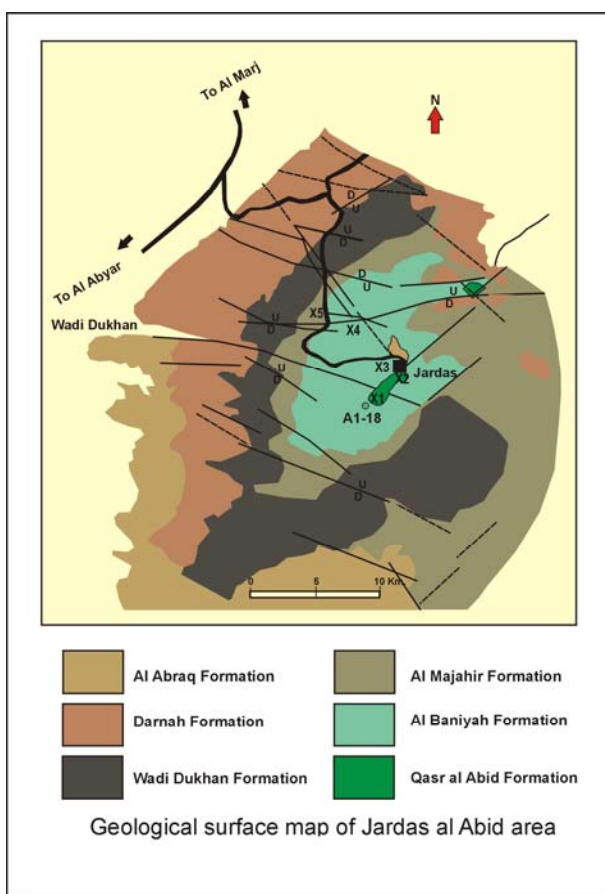 To Al Marj
N
To Al Abyar
Wadi Dukhan
D
U
U
D
D
U
U
D
U
D
X5
X4
X3
X2
Jardas
X1
A1-18
U
D
U
D
0 5 10 Km
Al Abraq Formation
Al Majahir Formation
Darnah Formation
Al Baniyah Formation
Wadi Dukhan Formation
Qasr al Abid Formation
Geological surface map of Jardas al Abid area